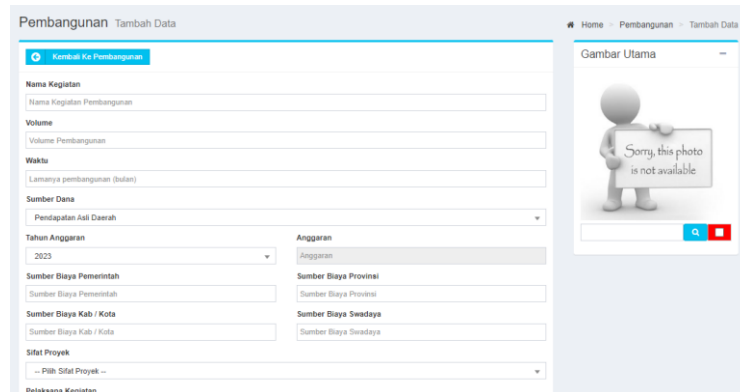 Pembangunan Tambah Data
Home > Pembangunan > Tambah Data
Kembali Ke Pembangunan
Nama Kegiatan
Nama Kegiatan Pembangunan
Volume
Volume Pembangunan
Waktu
Lamanya pembangunan (bulan)
Sumber Dana
Pendapatan Asli Daerah
Tahun Anggaran
2023
Anggaran
Anggaran
Sumber Biaya Pemerintah
Sumber Biaya Pemerintah
Sumber Biaya Provinsi
Sumber Biaya Provinsi
Sumber Biaya Kab / Kota
Sumber Biaya Kab / Kota
Sumber Biaya Swadaya
Sumber Biaya Swadaya
Sifat Proyek
-- Pilih Sifat Proyek --
Pelaksana Kegiatan
Gambar Utama
Sorry, this photo
is not available